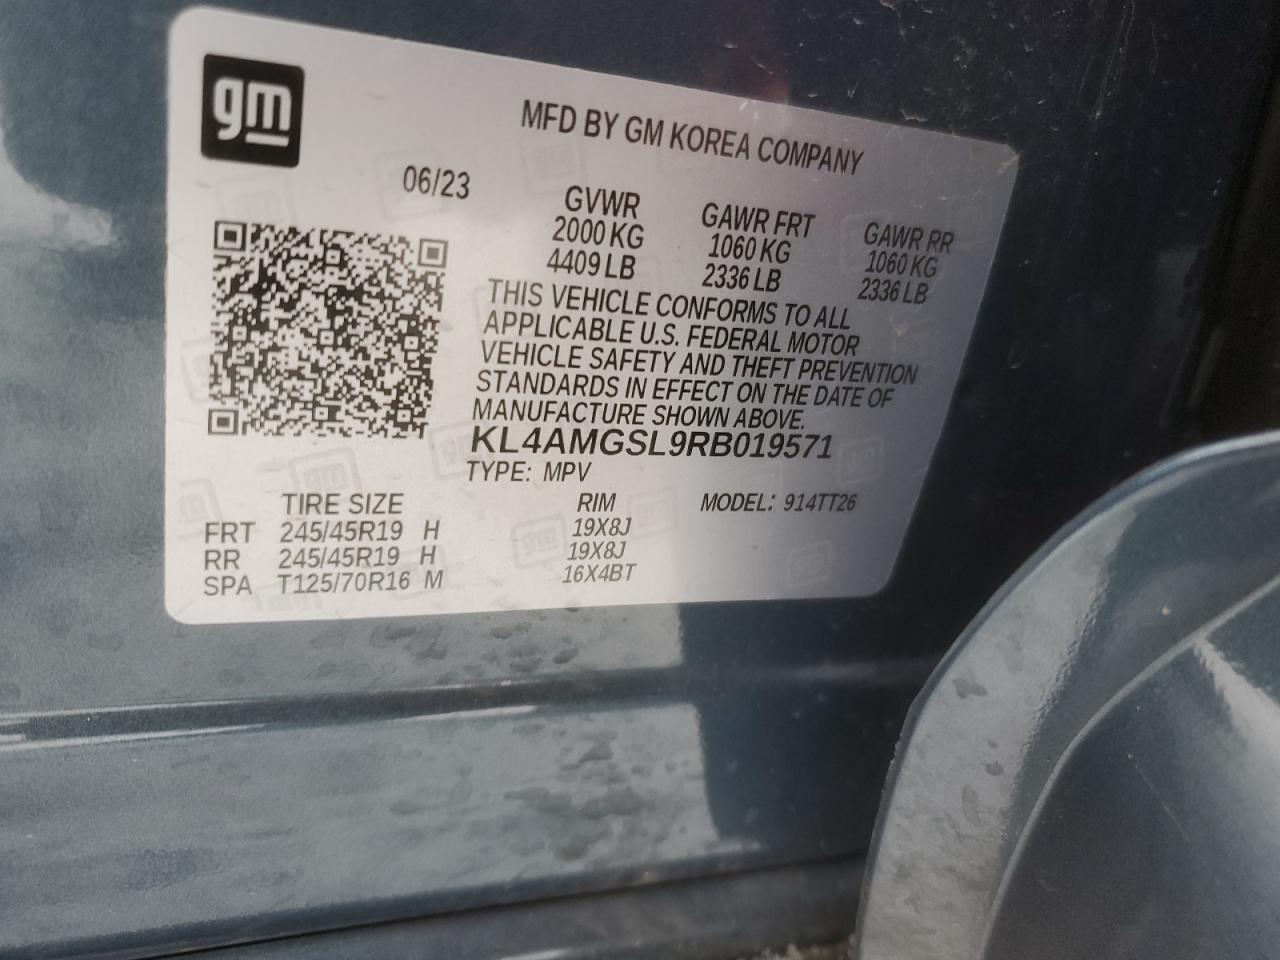 gm
MFD BY GM KOREA COMPANY
06/23
GVWR GAWR FRT GAWR RR
2000 KG 1060 KG 1060 KG
4409 LB 2336 LB 2336 LB
THIS VEHICLE CONFORMS TO ALL
APPLICABLE U.S. FEDERAL MOTOR
VEHICLE SAFETY AND THEFT PREVENTION
STANDARDS IN EFFECT ON THE DATE OF
MANUFACTURE SHOWN ABOVE.
KL4AMGSL9RB019571
TYPE: MPV
TIRE SIZE RIM MODEL: 914TT26
FRT 245/45R19 H 19X8J
RR 245/45R19 H 19X8J
SPA T125/70R16 M 16X4BT